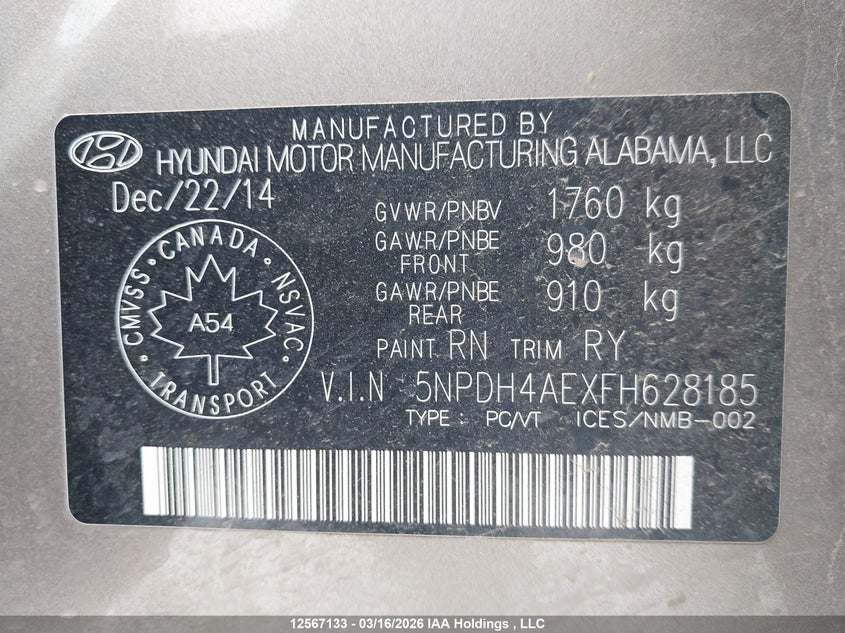 MANUFACTURED BY
HYUNDAI MOTOR MANUFACTURING ALABAMA, LLC
Dec/22/14
GVWR/PNBV 1760 kg
GAWR/PNBE FRONT 980 kg
GAWR/PNBE REAR 910 kg
CMVSS · CANADA · NSVAC · TRANSPORT
A54
PAINT RN TRIM RY
V.I.N 5NPDH4AEXFH628185
TYPE : PC/VT ICES/NMB-002
12567133 - 03/16/2026 IAA Holdings , LLC